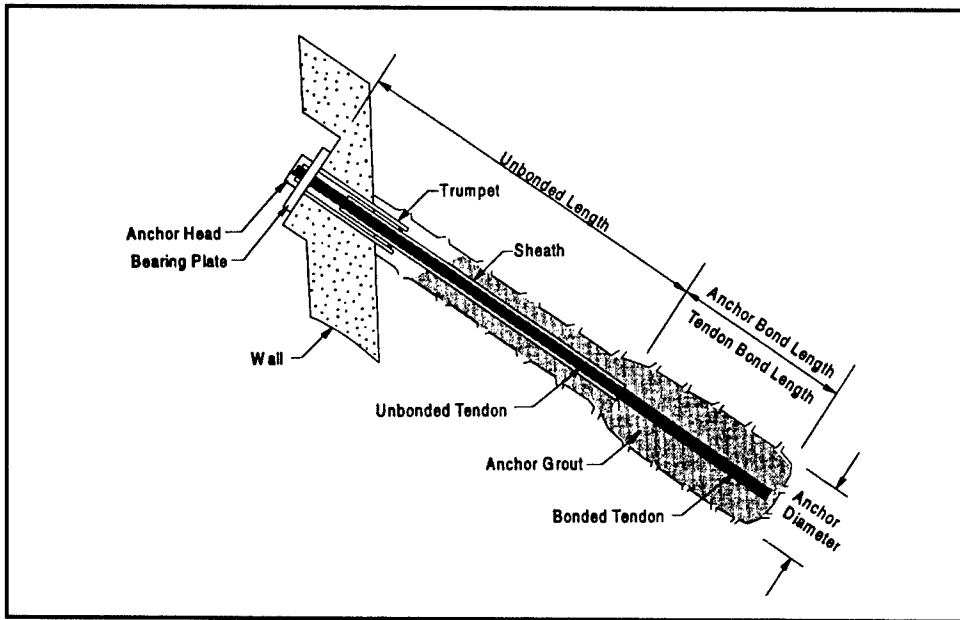 Unbonded Length
Trumpet
Anchor Head
Bearing Plate
Sheath
Anchor Bond Length
Tendon Bond Length
Wall
Unbonded Tendon
Anchor Grout
Bonded Tendon
Anchor
Diameter